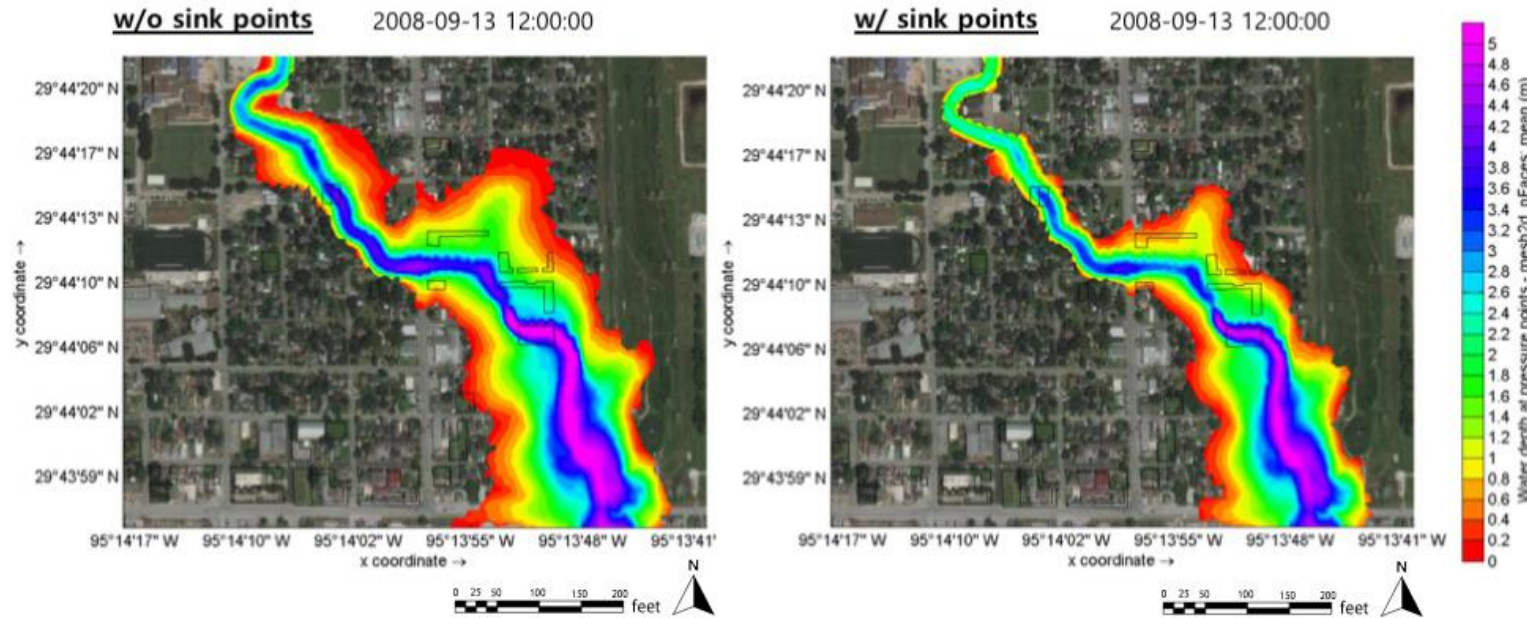 w/o sink points 2008-09-13 12:00:00
29°44'20" N
29°44'17" N
29°44'13" N
29°44'10" N
29°44'06" N
29°44'02" N
29°43'59" N
y coordinate →
95°14'17" W 95°14'10" W 95°14'02" W 95°13'55" W 95°13'48" W 95°13'41" W
x coordinate →
0 25 50 100 150 200 feet
N
w/ sink points 2008-09-13 12:00:00
29°44'20" N
29°44'17" N
29°44'13" N
29°44'10" N
29°44'06" N
29°44'02" N
29°43'59" N
y coordinate →
95°14'17" W 95°14'10" W 95°14'02" W 95°13'55" W 95°13'48" W 95°13'41" W
x coordinate →
0 25 50 100 150 200 feet
N
5
4.8
4.6
4.4
4.2
4
3.8
3.6
3.4
3.2
3
2.8
2.6
2.4
2.2
2
1.8
1.6
1.4
1.2
1
0.8
0.6
0.4
0.2
0
Water depth at pressure points - mesh2d_nFaces: mean (m)